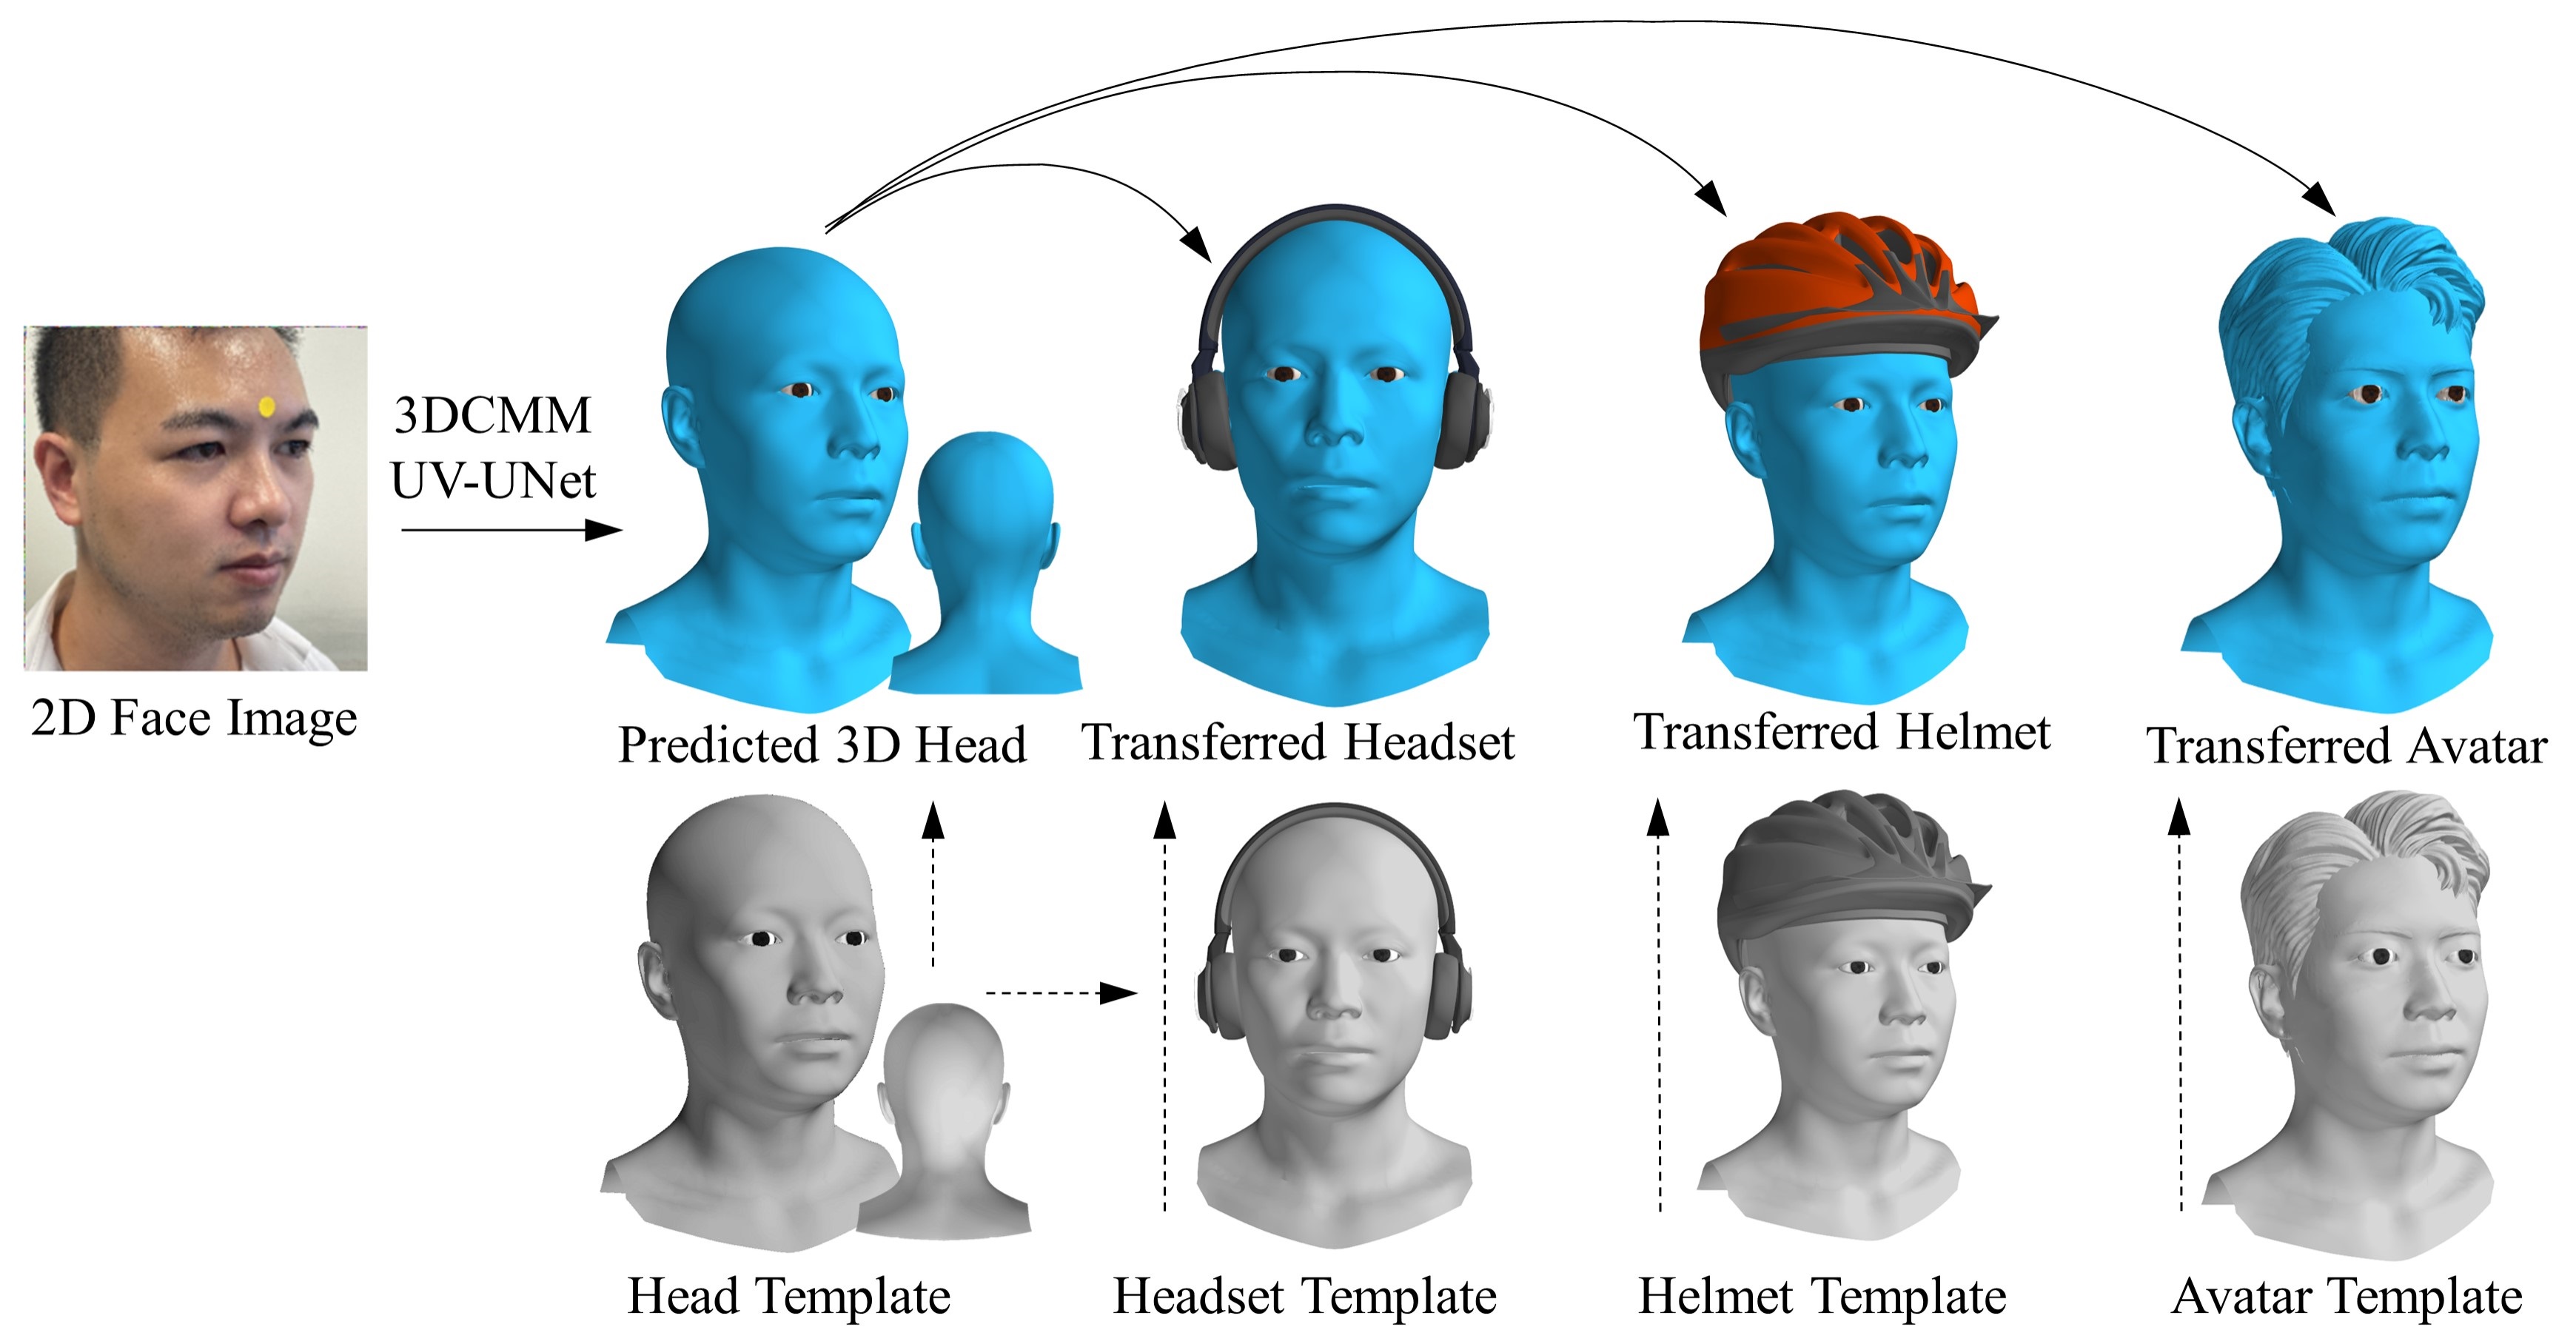 3DCMM
UV-UNet
2D Face Image
Predicted 3D Head
Transferred Headset
Transferred Helmet
Transferred Avatar
Head Template
Headset Template
Helmet Template
Avatar Template